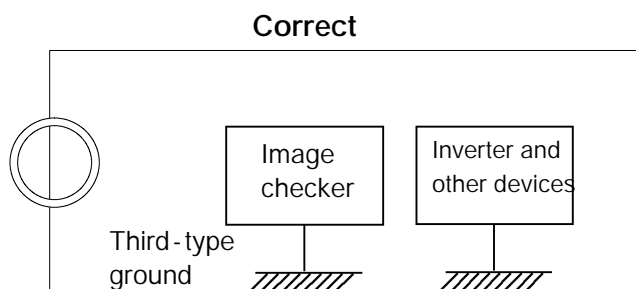 Correct
Image
checker
Inverter and
other devices
Third-type
ground